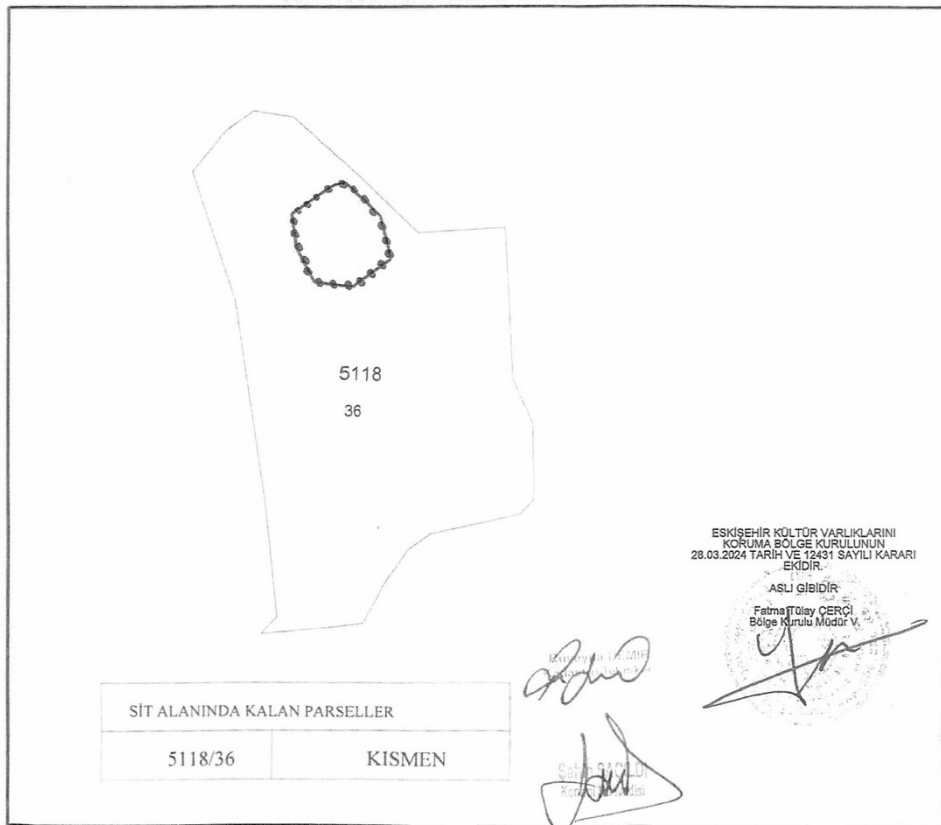 5118
36
ESKİŞEHİR KÜLTÜR VARLIKLARINI
KORUMA BÖLGE KURULUNUN
28.03.2024 TARİH VE 12431 SAYILI KARARI
EKİDİR.
ASLI GİBİDİR
Fatma Tülay ÇERÇİ
Bölge Kurulu Müdür V.
SİT ALANINDA KALAN PARSELLER
5118/36 KISMEN